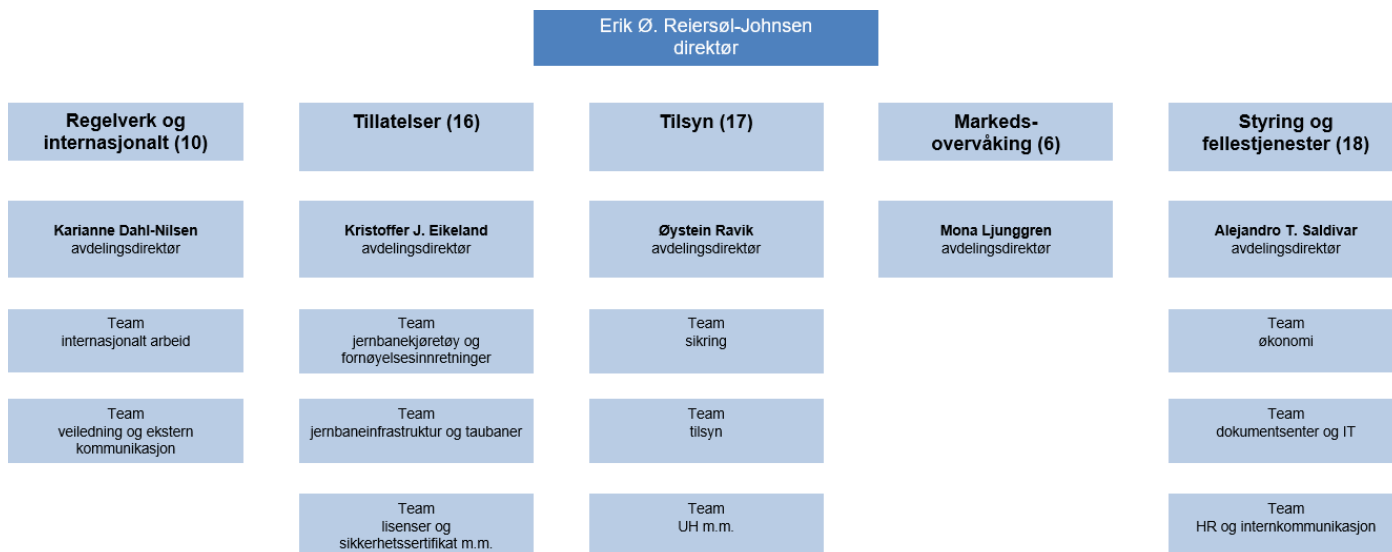 Erik Ø. Reiersøl-Johnsen
direktør
Regelverk og
internasjonalt (10)
Tillatelser (16)
Tilsyn (17)
Markeds-
overvåking (6)
Styring og
fellestjenester (18)
Karianne Dahl-Nilsen
avdelingsdirektør
Kristoffer J. Eikeland
avdelingsdirektør
Øystein Ravik
avdelingsdirektør
Mona Ljunggren
avdelingsdirektør
Alejandro T. Saldivar
avdelingsdirektør
Team
internasjonalt arbeid
Team
jernbanekjøretøy og
fornøyelsesinnretninger
Team
sikring
Team
økonomi
Team
veiledning og ekstern
kommunikasjon
Team
jernbaneinfrastruktur og taubaner
Team
tilsyn
Team
dokumentsenter og IT
Team
lisenser og
sikkerhetssertifikat m.m.
Team
UH m.m.
Team
HR og internkommunikasjon